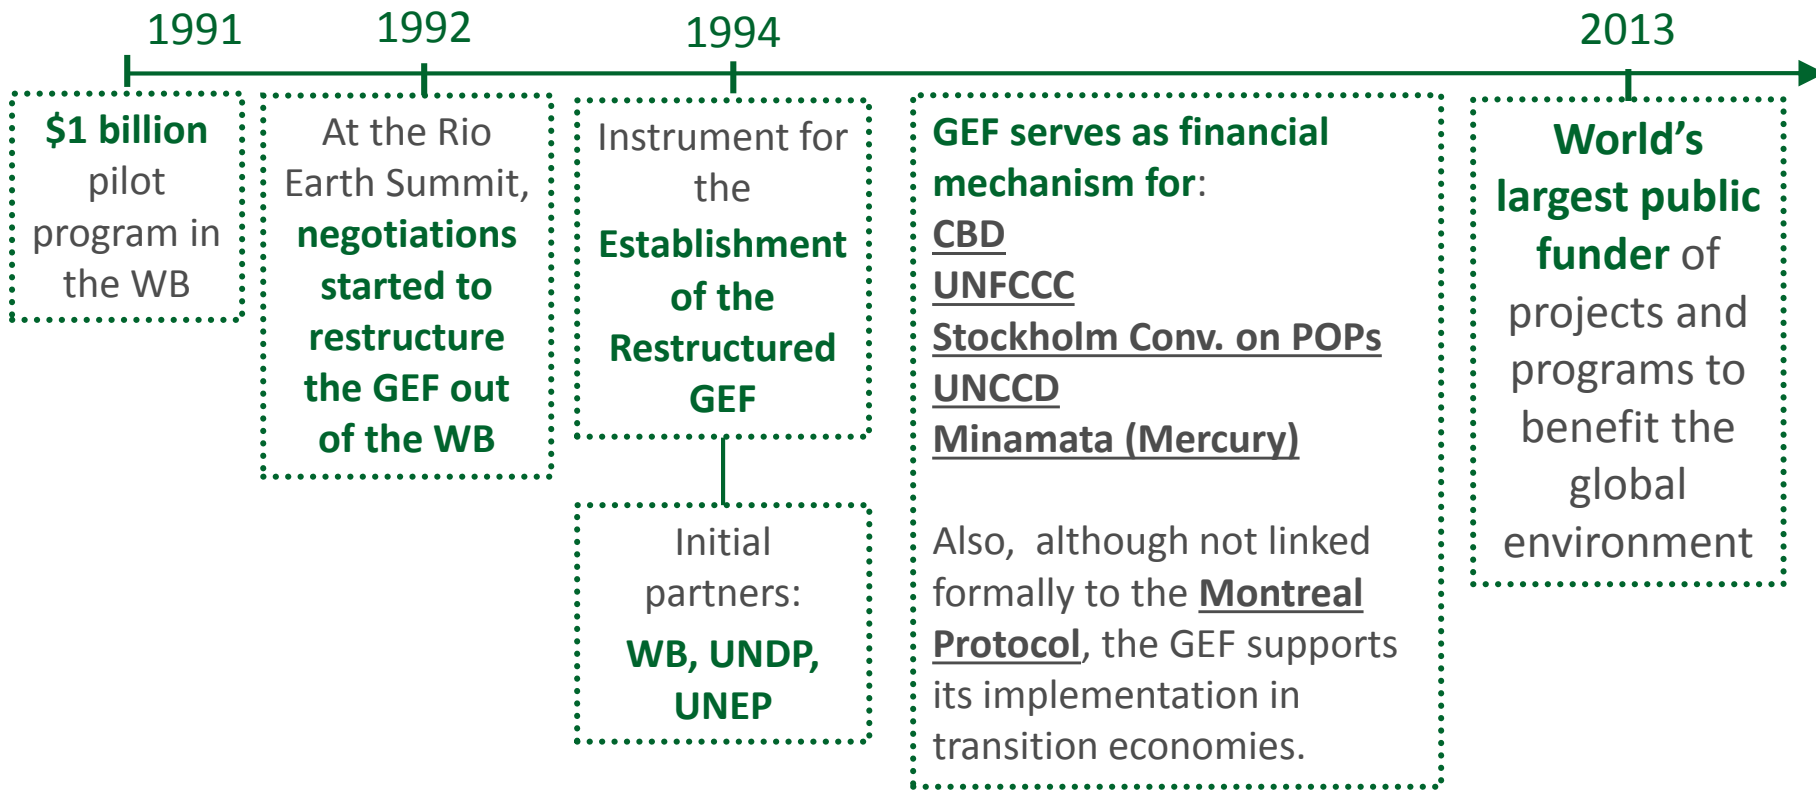 1991
$1 billion
pilot
program in
the WB
1992
At the Rio
Earth Summit,
negotiations
started to
restructure
the GEF out
of the WB
1994
Instrument for
the
Establishment
of the
Restructured
GEF
Initial
partners:
WB, UNDP,
UNEP
GEF serves as financial
mechanism for:
CBD
UNFCCC
Stockholm Conv. on POPs
UNCCD
Minamata (Mercury)
Also,  although not linked
formally to the Montreal
Protocol, the GEF supports
its implementation in
transition economies.
2013
World’s
largest public
funder of
projects and
programs to
benefit the
global
environment